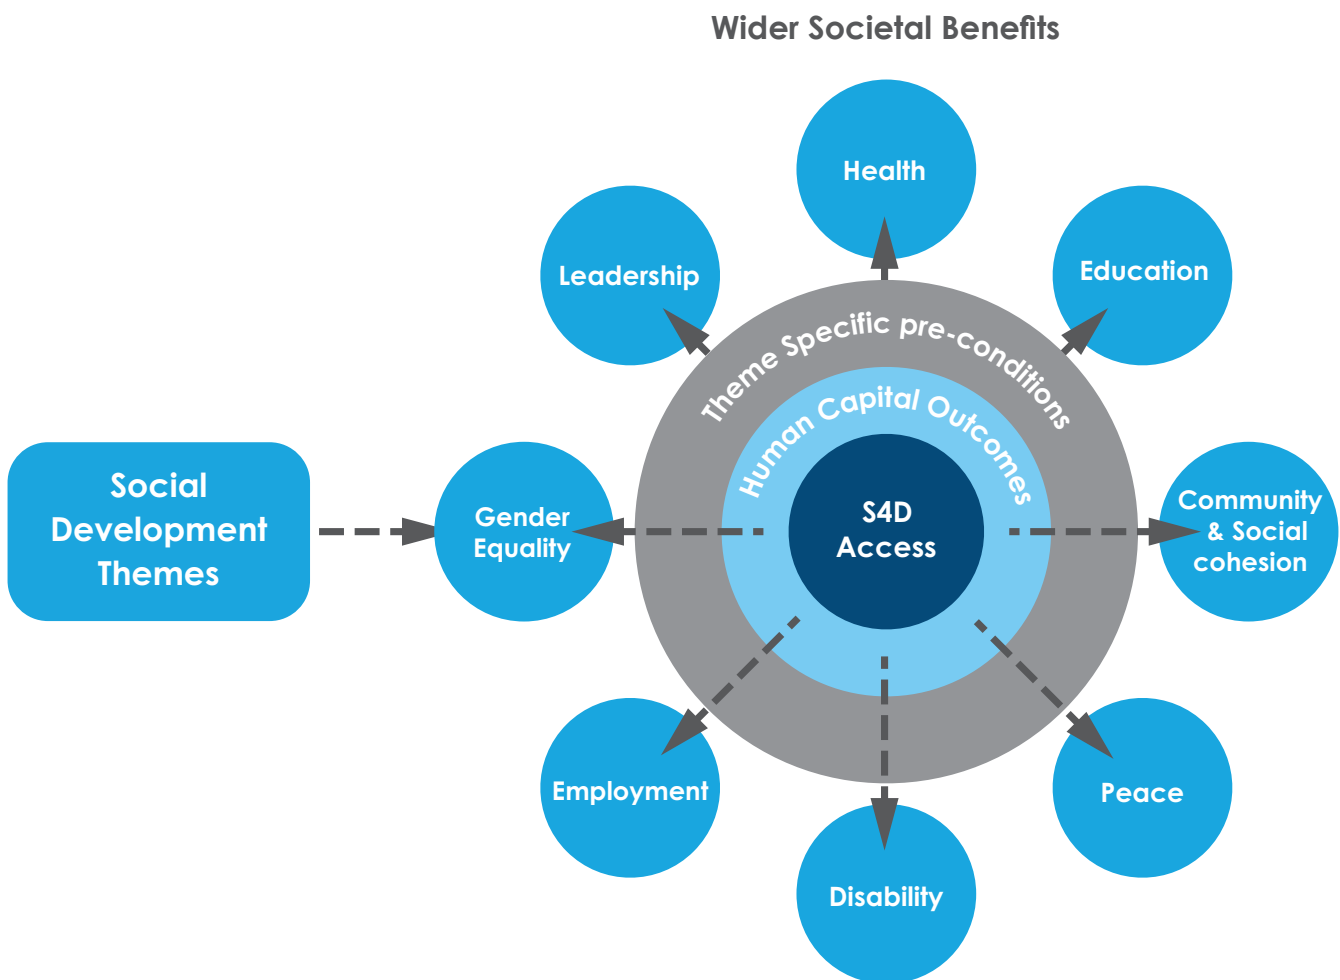 Wider Societal Benefits
Health
Leadership
Education
Theme Specific pre-conditions
Human Capital Outcomes
S4D
Access
Social
Development
Themes
Gender
Equality
Community
& Social
cohesion
Employment
Peace
Disability